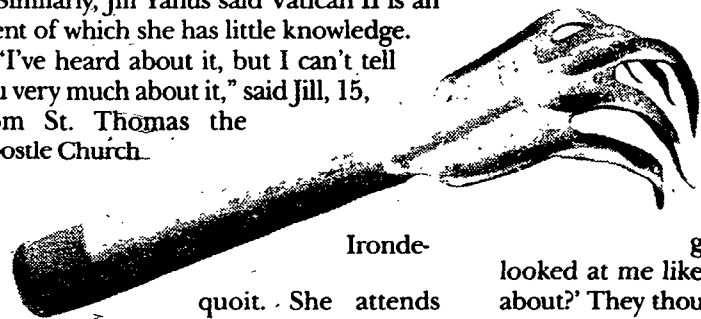 Similarly, Jill Yanus said Vatican II is an
ent of which she has little knowledge.
"I've heard about it, but I can't tell
u very much about it," said Jill, 15,
om St. Thomas the
ostle Church
Ironde-
quoit. She attends
g
looked at me like
about?' They thou